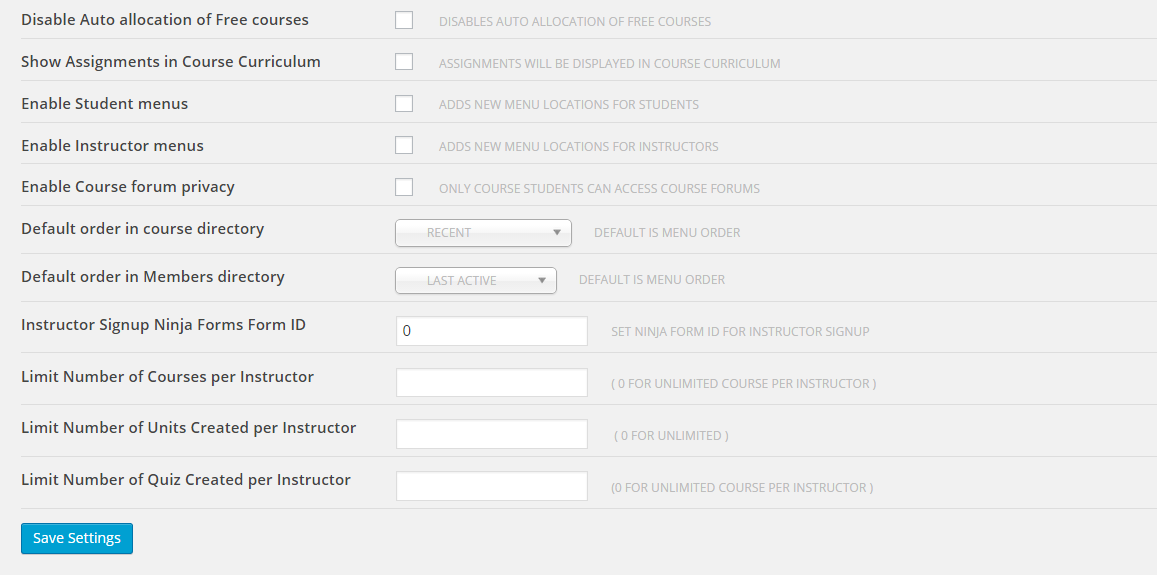 Disable Auto allocation of Free courses DISABLES AUTO ALLOCATION OF FREE COURSES
Show Assignments in Course Curriculum ASSIGNMENTS WILL BE DISPLAYED IN COURSE CURRICULUM
Enable Student menus ADDS NEW MENU LOCATIONS FOR STUDENTS
Enable Instructor menus ADDS NEW MENU LOCATIONS FOR INSTRUCTORS
Enable Course forum privacy ONLY COURSE STUDENTS CAN ACCESS COURSE FORUMS
Default order in course directory RECENT DEFAULT IS MENU ORDER
Default order in Members directory LAST ACTIVE DEFAULT IS MENU ORDER
Instructor Signup Ninja Forms Form ID 0 SET NINJA FORM ID FOR INSTRUCTOR SIGNUP
Limit Number of Courses per Instructor ( 0 FOR UNLIMITED COURSE PER INSTRUCTOR )
Limit Number of Units Created per Instructor ( 0 FOR UNLIMITED )
Limit Number of Quiz Created per Instructor (0 FOR UNLIMITED COURSE PER INSTRUCTOR )
Save Settings